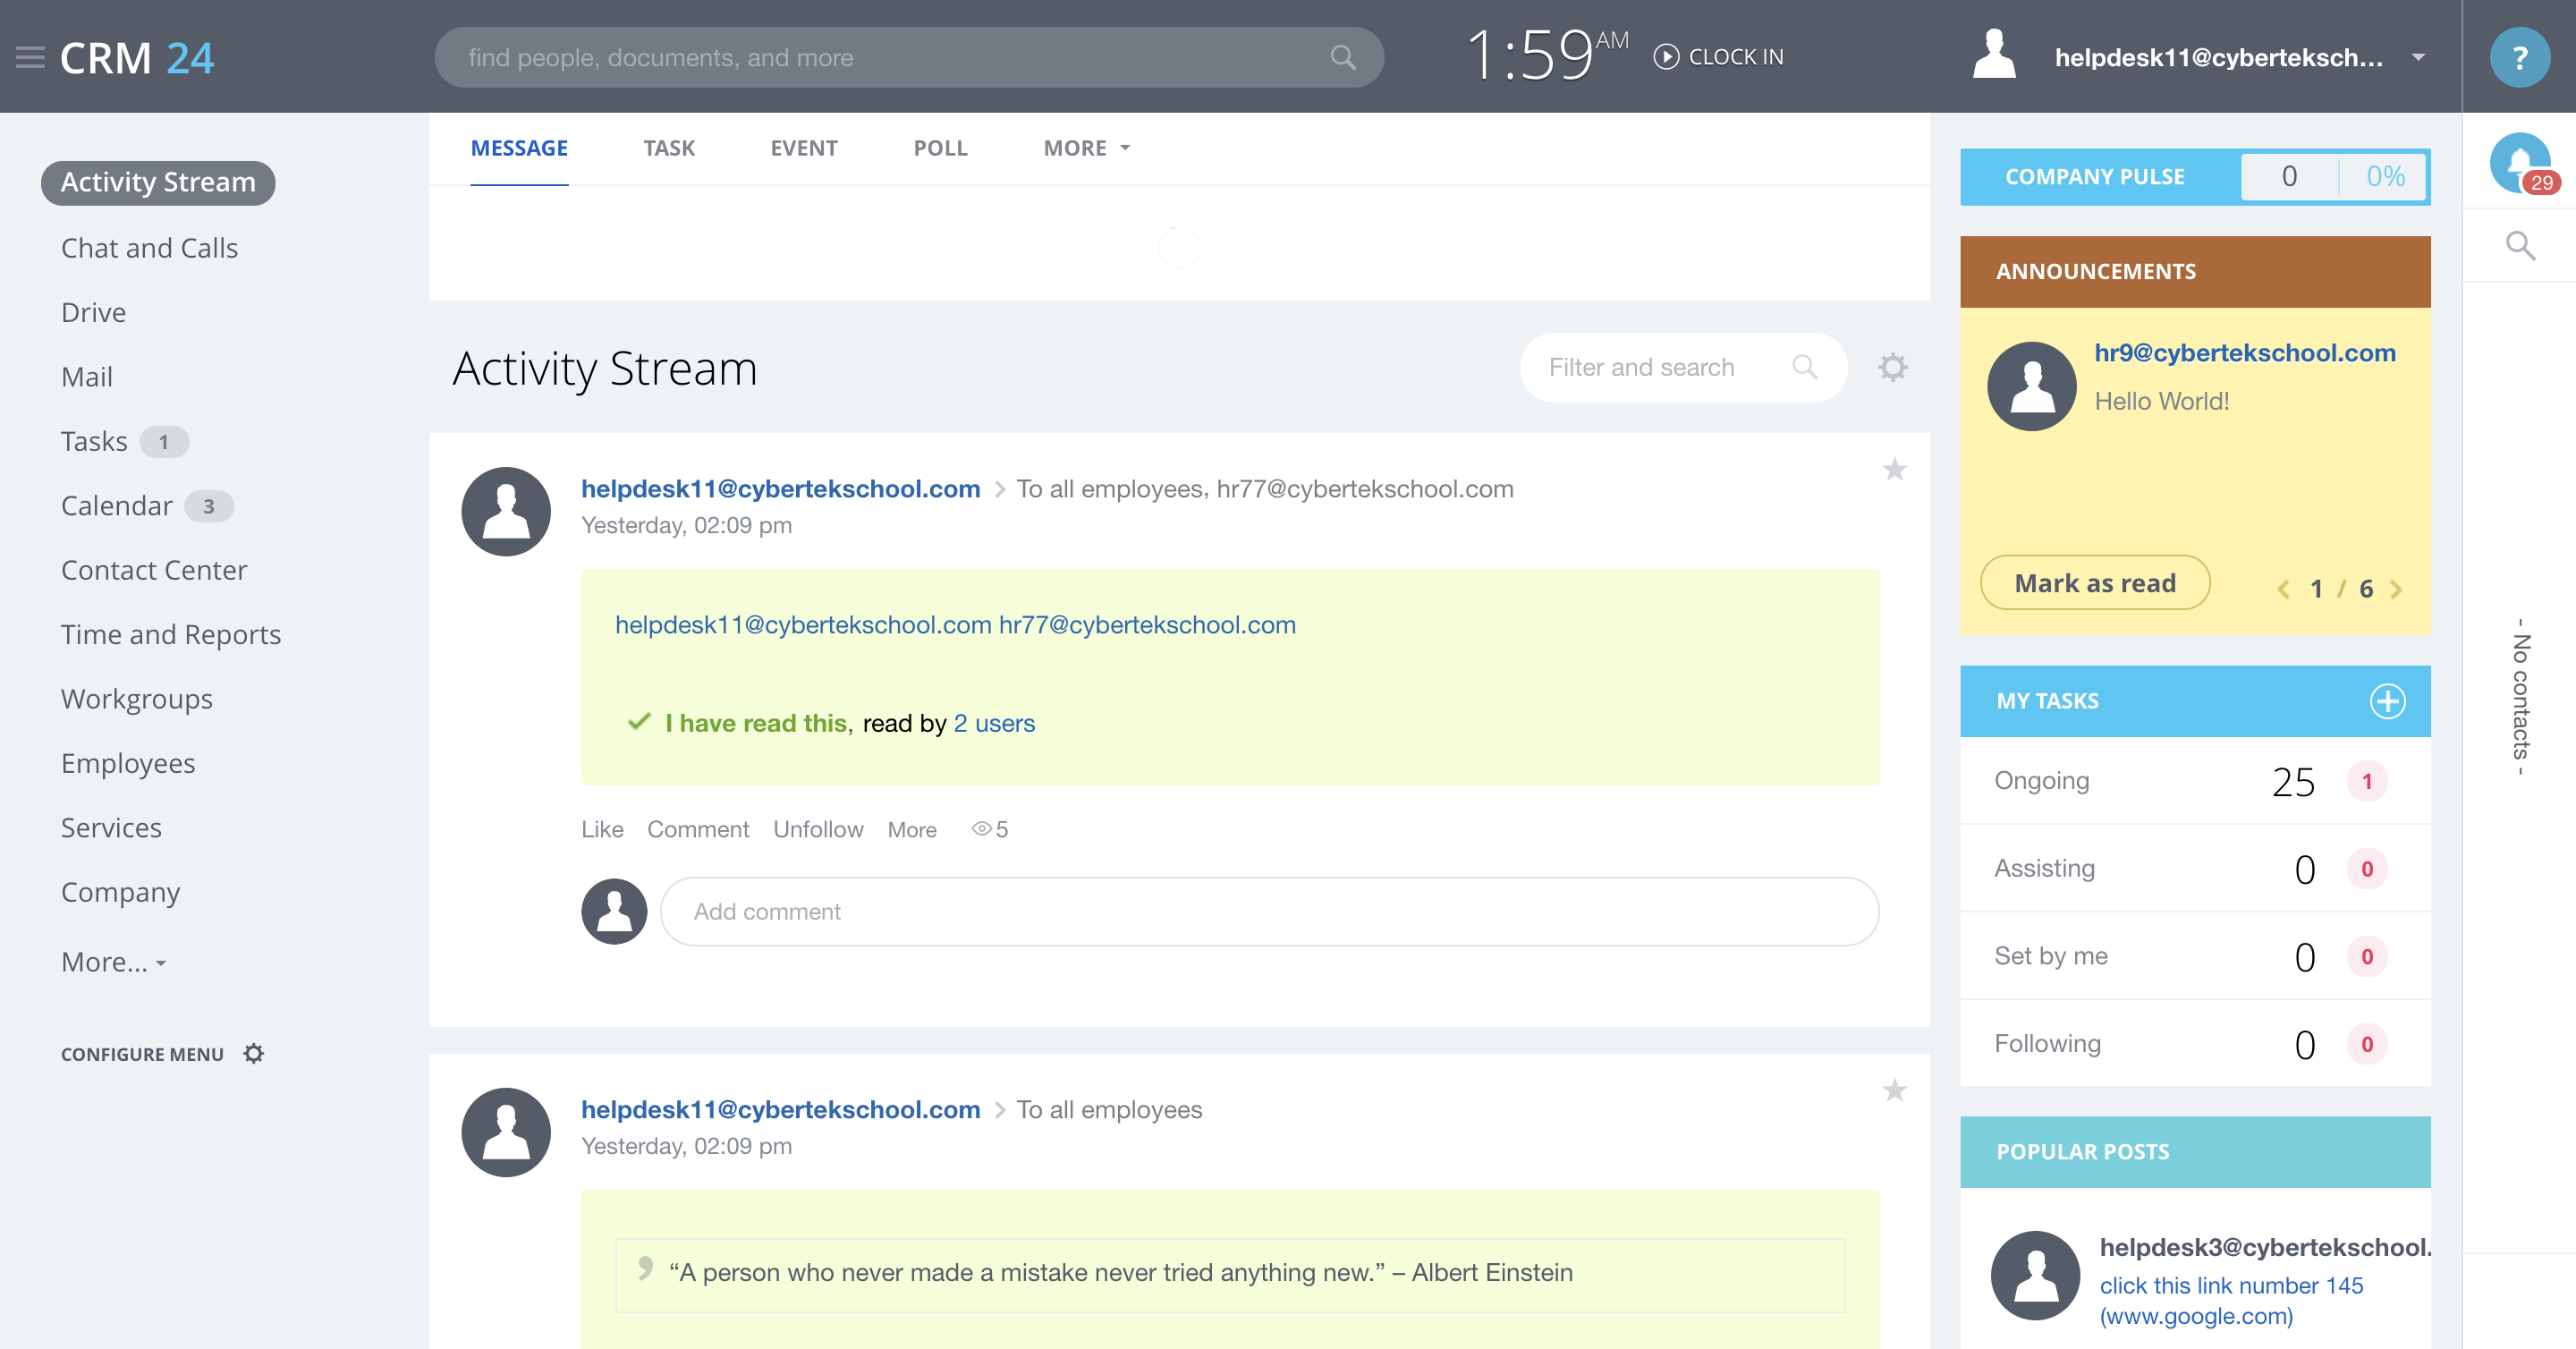 CRM 24
find people, documents, and more
1:59 AM
CLOCK IN
helpdesk11@cyberteksch...
?
Activity Stream
Chat and Calls
Drive
Mail
Tasks 1
Calendar 3
Contact Center
Time and Reports
Workgroups
Employees
Services
Company
More...
CONFIGURE MENU
MESSAGE TASK EVENT POLL MORE
Activity Stream
Filter and search
helpdesk11@cybertekschool.com To all employees, hr77@cybertekschool.com
Yesterday, 02:09 pm
helpdesk11@cybertekschool.com hr77@cybertekschool.com
I have read this, read by 2 users
Like Comment Unfollow More 5
Add comment
helpdesk11@cybertekschool.com To all employees
Yesterday, 02:09 pm
“A person who never made a mistake never tried anything new.” – Albert Einstein
COMPANY PULSE 0 0%
ANNOUNCEMENTS
hr9@cybertekschool.com
Hello World!
Mark as read 1 / 6
MY TASKS
Ongoing 25 1
Assisting 0 0
Set by me 0 0
Following 0 0
POPULAR POSTS
helpdesk3@cybertekschool.
click this link number 145
(www.google.com)
29
- No contacts -